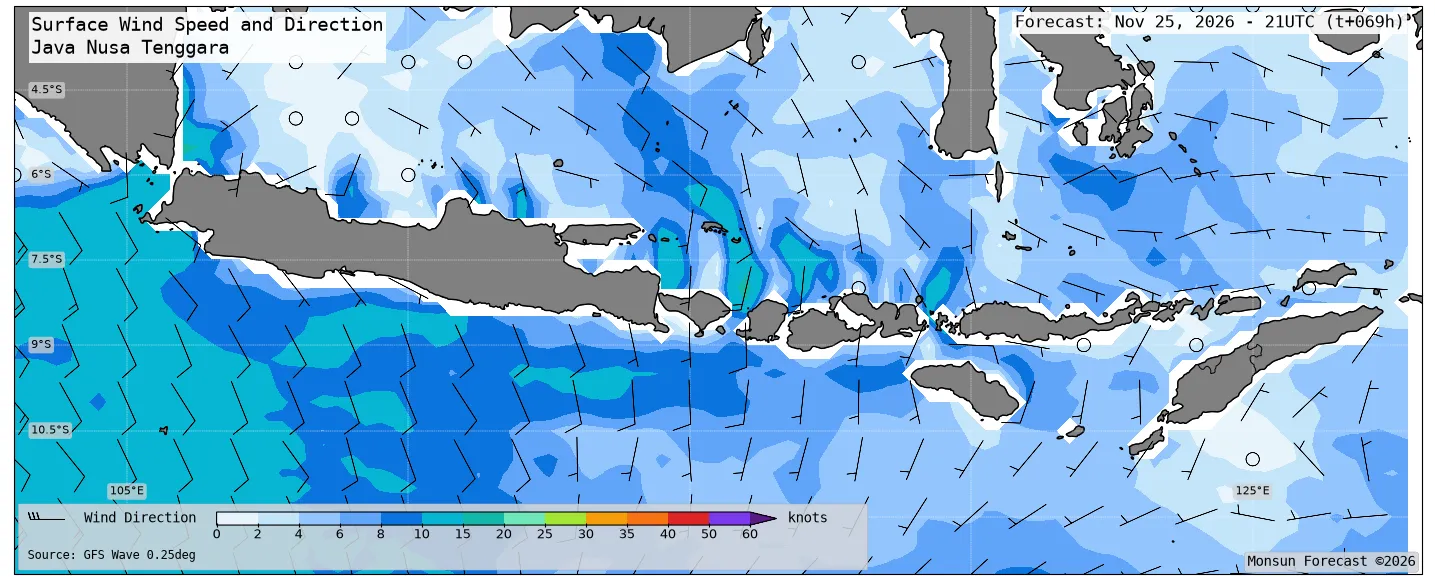 Surface Wind Speed and Direction
Java Nusa Tenggara
Forecast: Nov 25, 2026 - 21UTC (t+069h)
4.5°S
6°S
7.5°S
9°S
10.5°S
105°E
125°E
Wind Direction
0 2 4 6 8 10 15 20 25 30 35 40 50 60
knots
Source: GFS Wave 0.25deg
Monsun Forecast ©2026